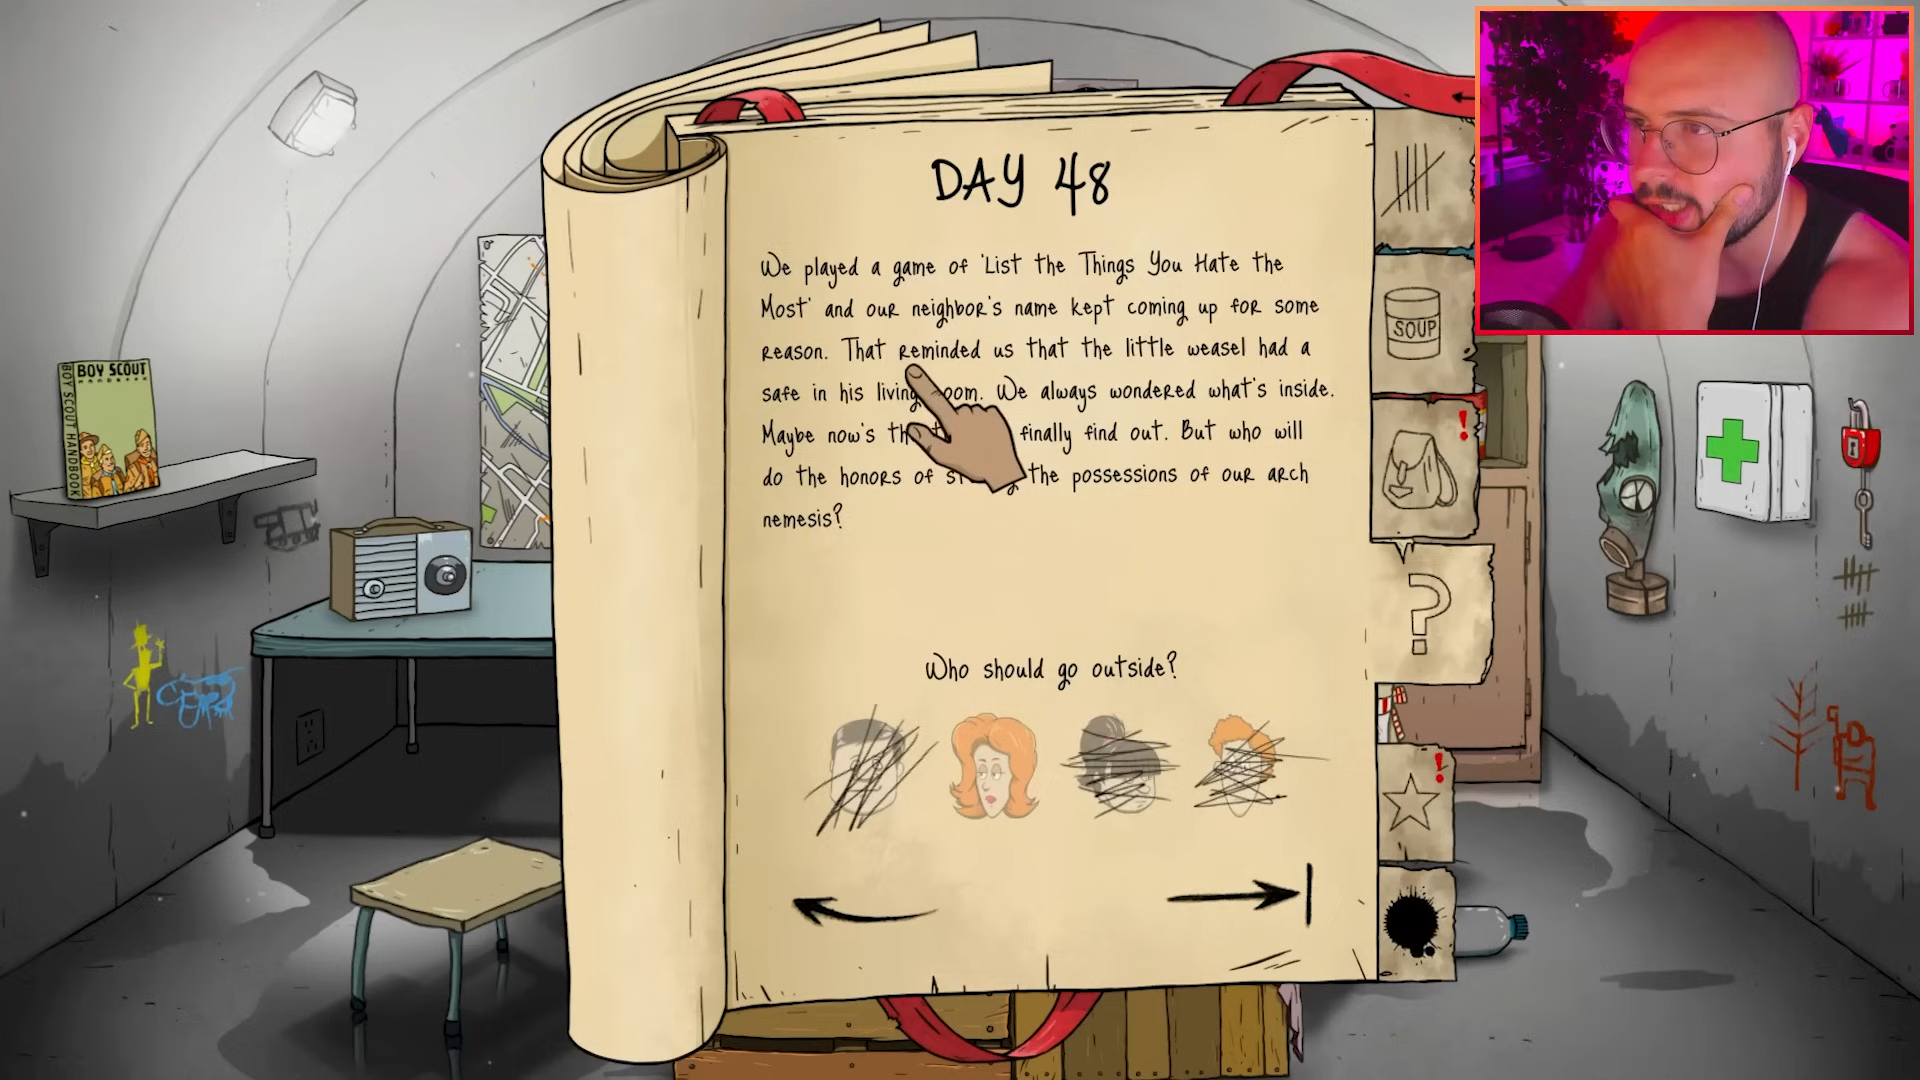 DAY 48
We played a game of 'List the Things You Hate the
Most' and our neighbor's name kept coming up for some
reason. That reminded us that the little weasel had a
safe in his living oom. We always wondered what's inside.
Maybe now's finally find out. But who will
do the honors of the possessions of our arch
nemesis?
Who should go outside?
SOUP
BOY SCOUT
HANDBOOK
BOY SCOUT HANDBOOK